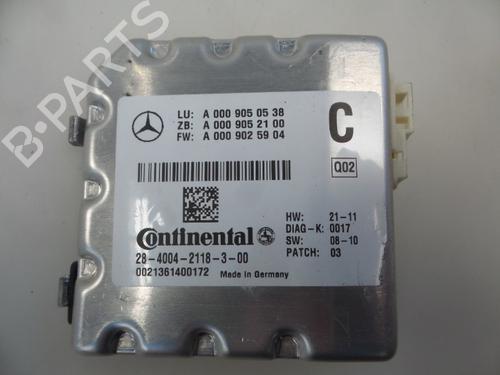 B-PARTS
LU: A 000 905 05 38
ZB: A 000 905 21 00
FW: A 000 902 59 04
C
Q02
HW: 21-11
DIAG-K: 0017
SW: 08-10
PATCH: 03
Continental
28-4004-2118-3-00
0021361400172 Made in Germany